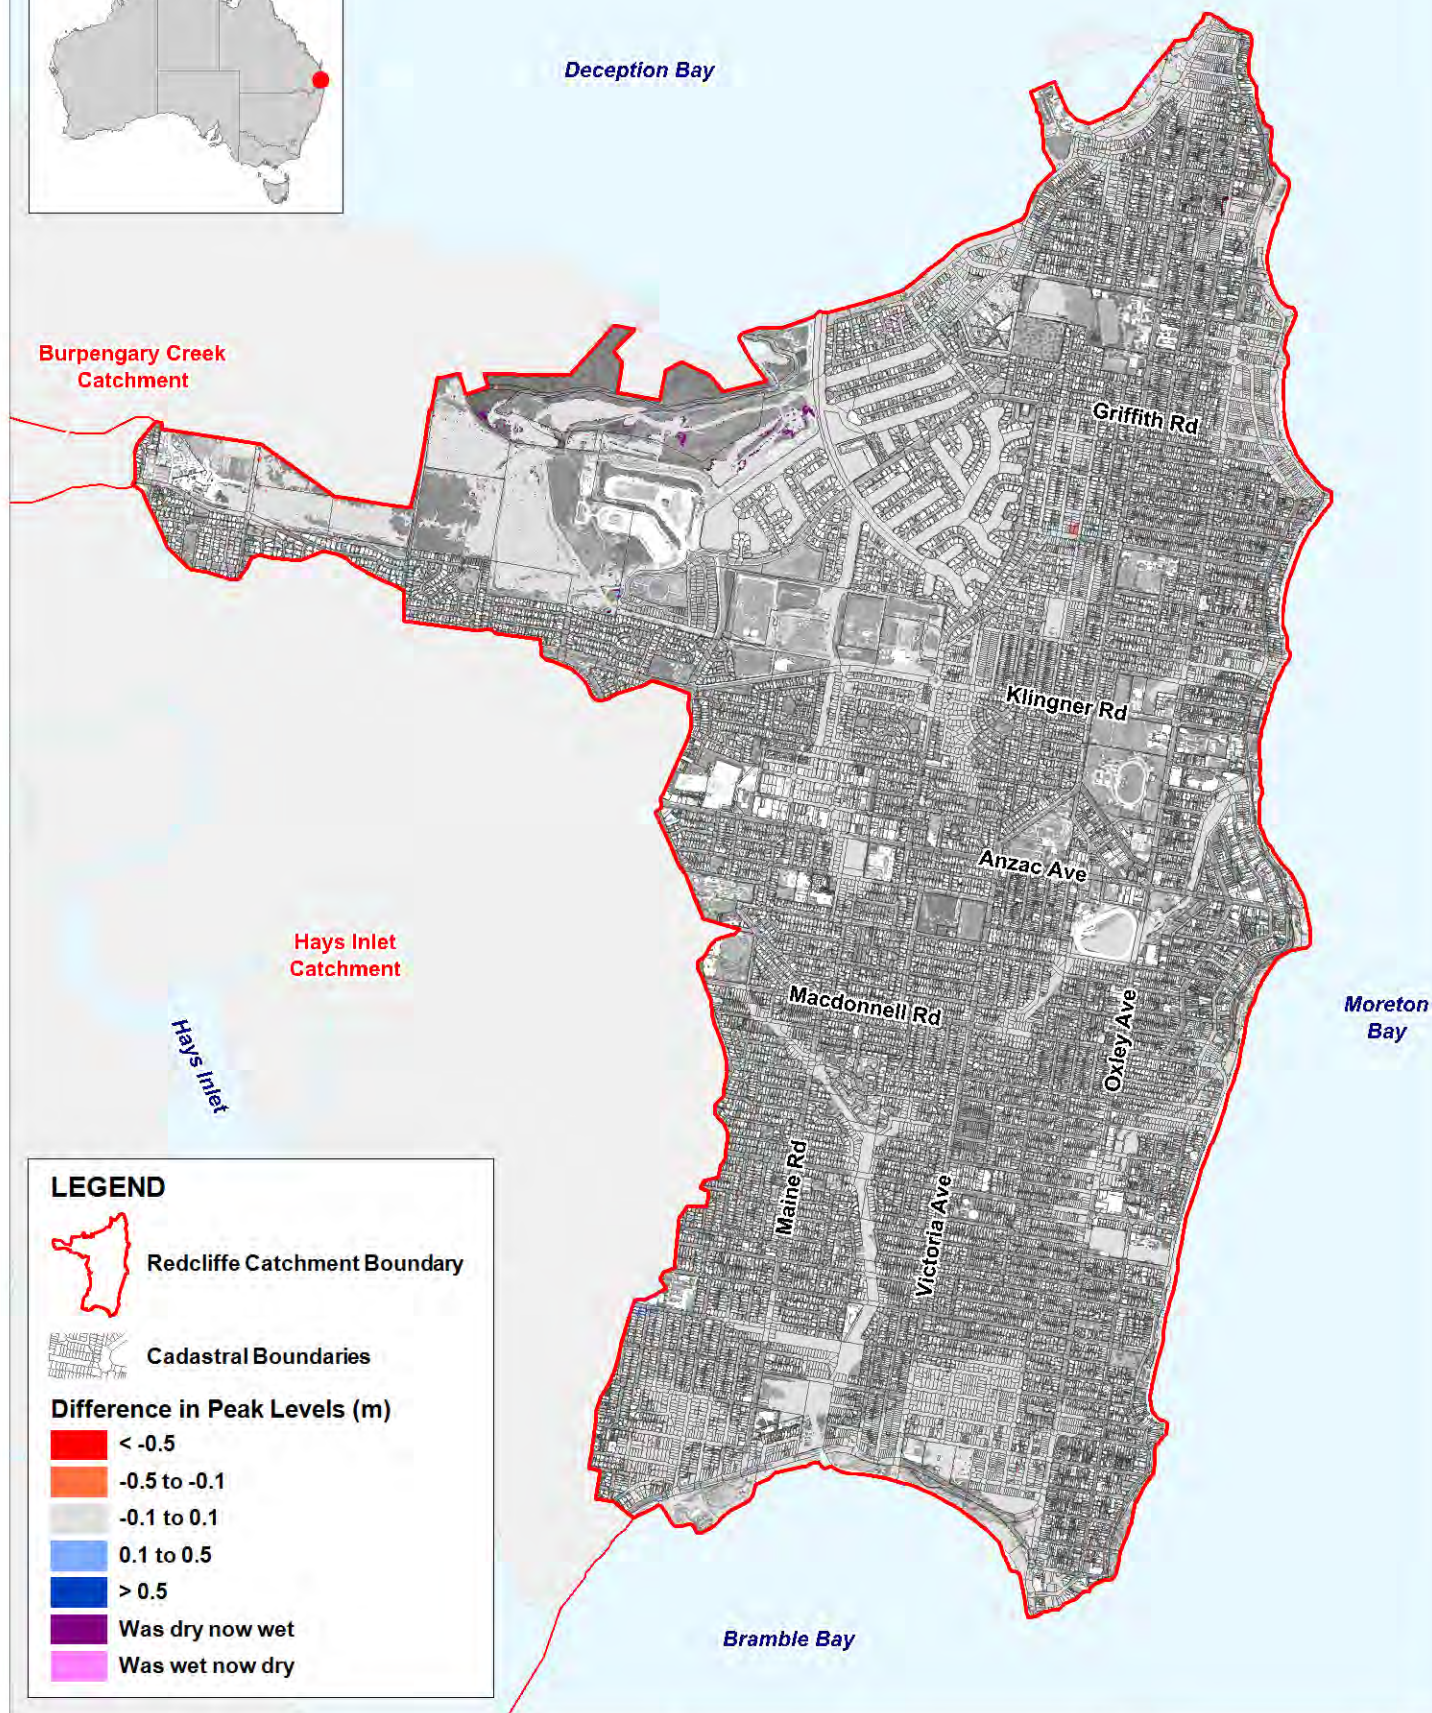 Deception Bay
Burpengary Creek
Catchment
Griffith Rd
Klingner Rd
Anzac Ave
Hays Inlet
Catchment
Macdonnell Rd
Oxley Ave
Moreton
Bay
Hays Inlet
Maine Rd
Victoria Ave
LEGEND
Redcliffe Catchment Boundary
Cadastral Boundaries
Difference in Peak Levels (m)
< -0.5
-0.5 to -0.1
-0.1 to 0.1
0.1 to 0.5
> 0.5
Was dry now wet
Was wet now dry
Bramble Bay